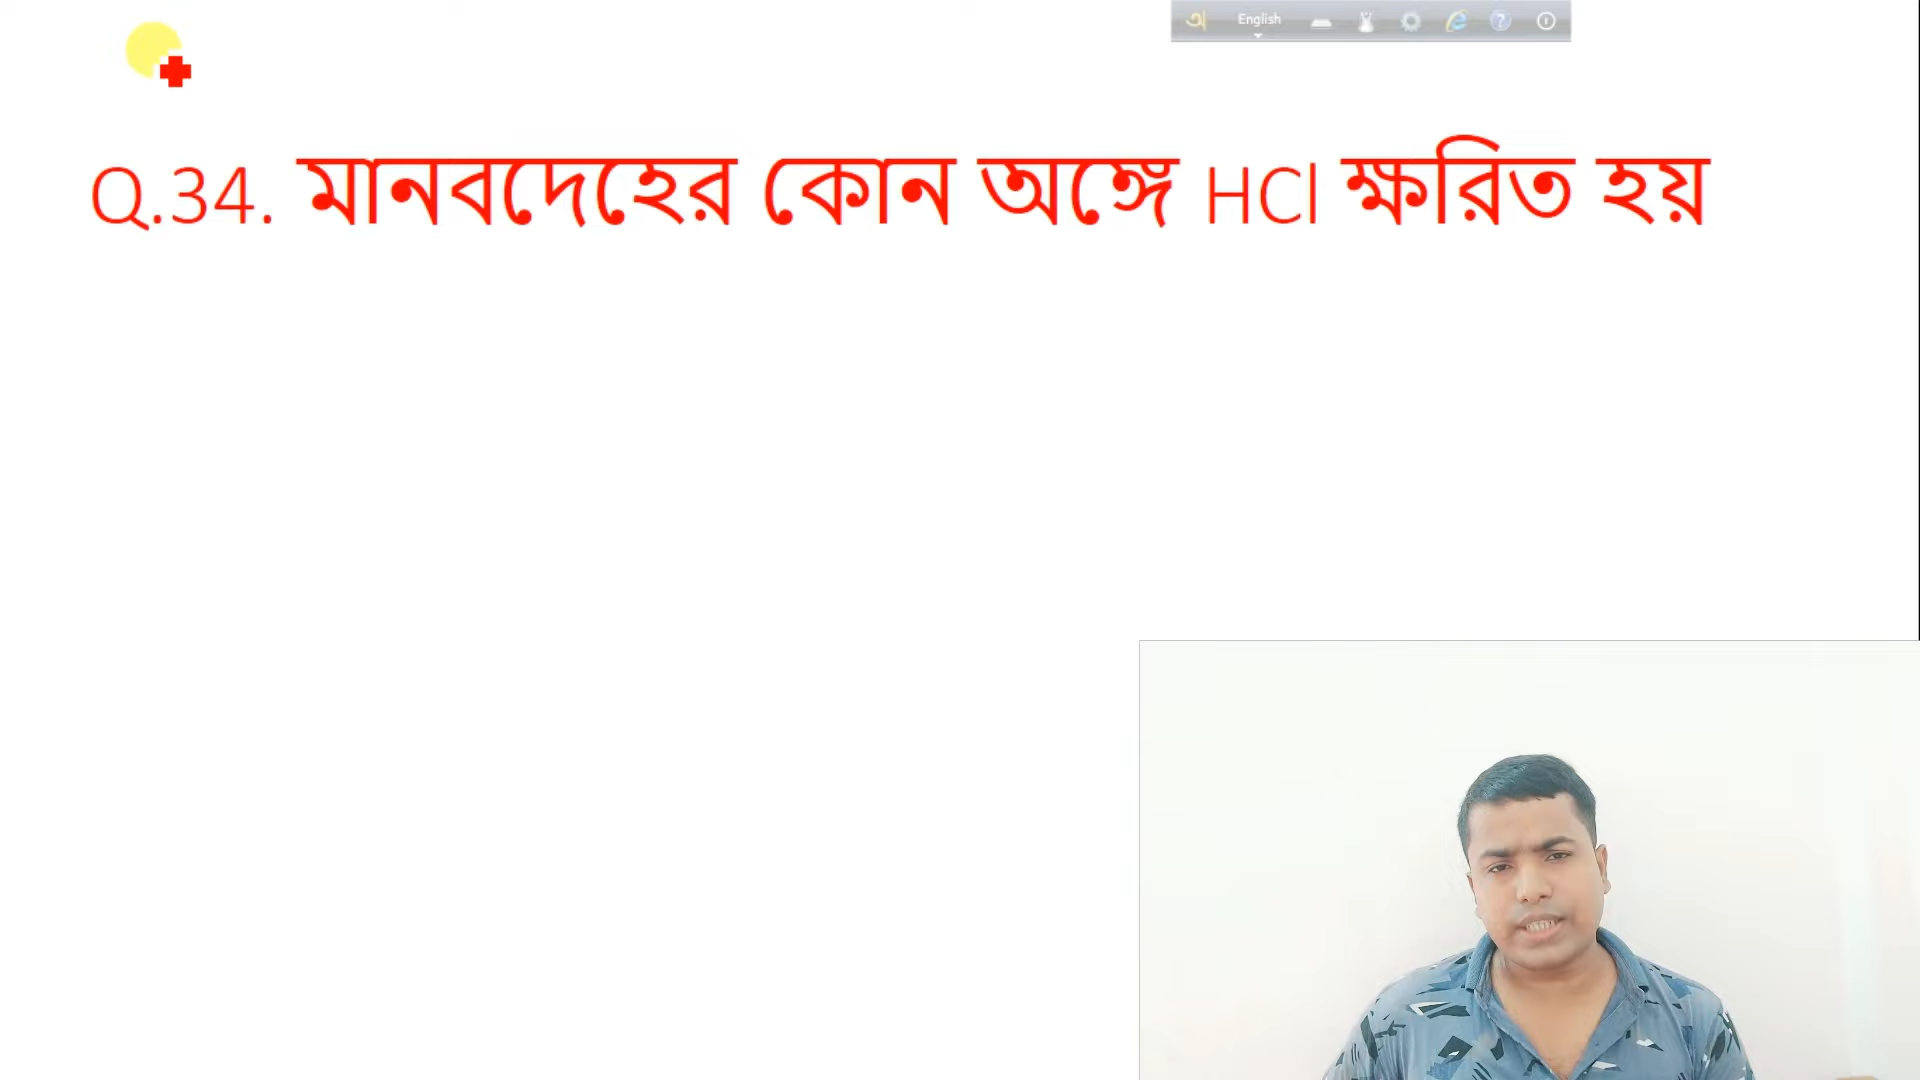 English
Q.34. মানবদেহের কোন অঙ্গে HCl ক্ষরিত হয়